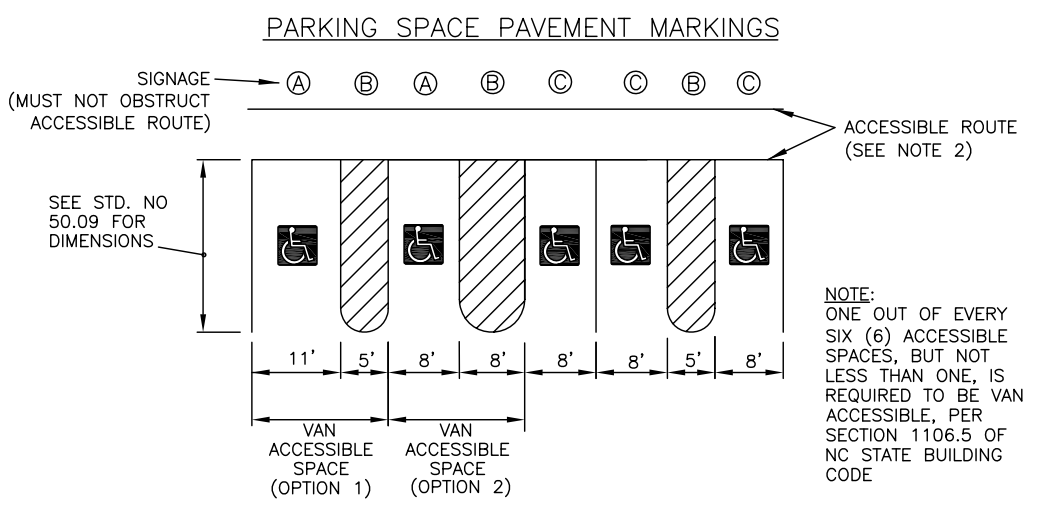 PARKING SPACE PAVEMENT MARKINGS
SIGNAGE
(MUST NOT OBSTRUCT
ACCESSIBLE ROUTE)
A B A B C C B C
ACCESSIBLE ROUTE
(SEE NOTE 2)
SEE STD. NO
50.09 FOR
DIMENSIONS
11' 5' 8' 8' 8' 8' 5' 8'
VAN
ACCESSIBLE
SPACE
(OPTION 1)
VAN
ACCESSIBLE
SPACE
(OPTION 2)
NOTE:
ONE OUT OF EVERY
SIX (6) ACCESSIBLE
SPACES, BUT NOT
LESS THAN ONE, IS
REQUIRED TO BE VAN
ACCESSIBLE, PER
SECTION 1106.5 OF
NC STATE BUILDING
CODE